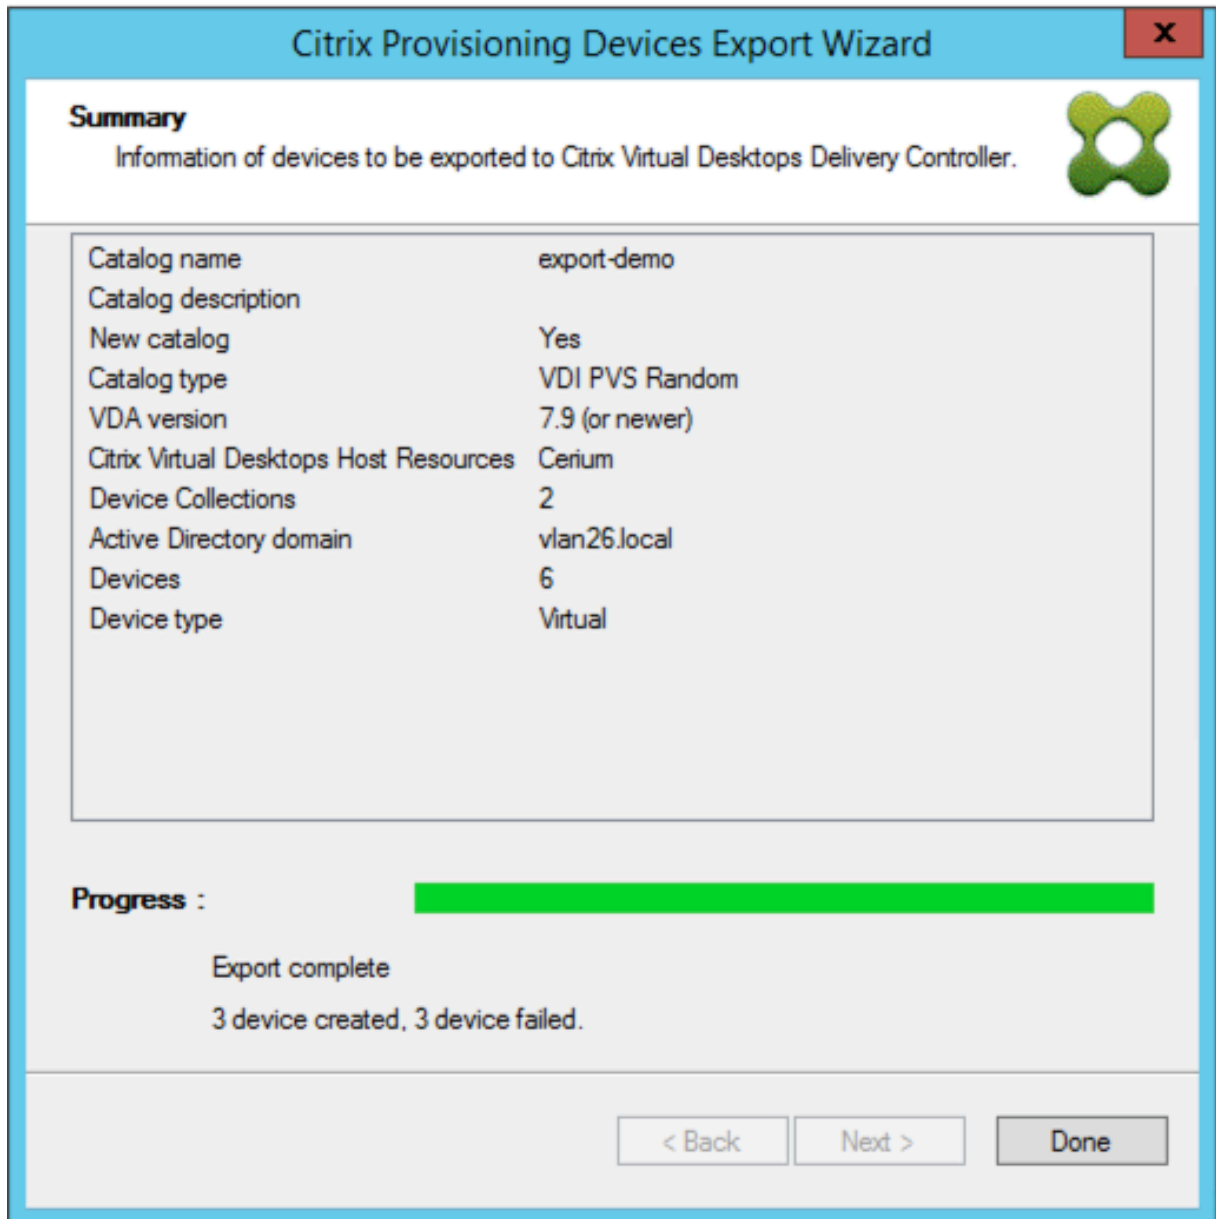 Citrix Provisioning Devices Export Wizard
x
Summary
Information of devices to be exported to Citrix Virtual Desktops Delivery Controller.
Catalog name export-demo
Catalog description
New catalog Yes
Catalog type VDI PVS Random
VDA version 7.9 (or newer)
Citrix Virtual Desktops Host Resources Cerium
Device Collections 2
Active Directory domain vlan26.local
Devices 6
Device type Virtual
Progress :
Export complete
3 device created, 3 device failed.
< Back Next > Done